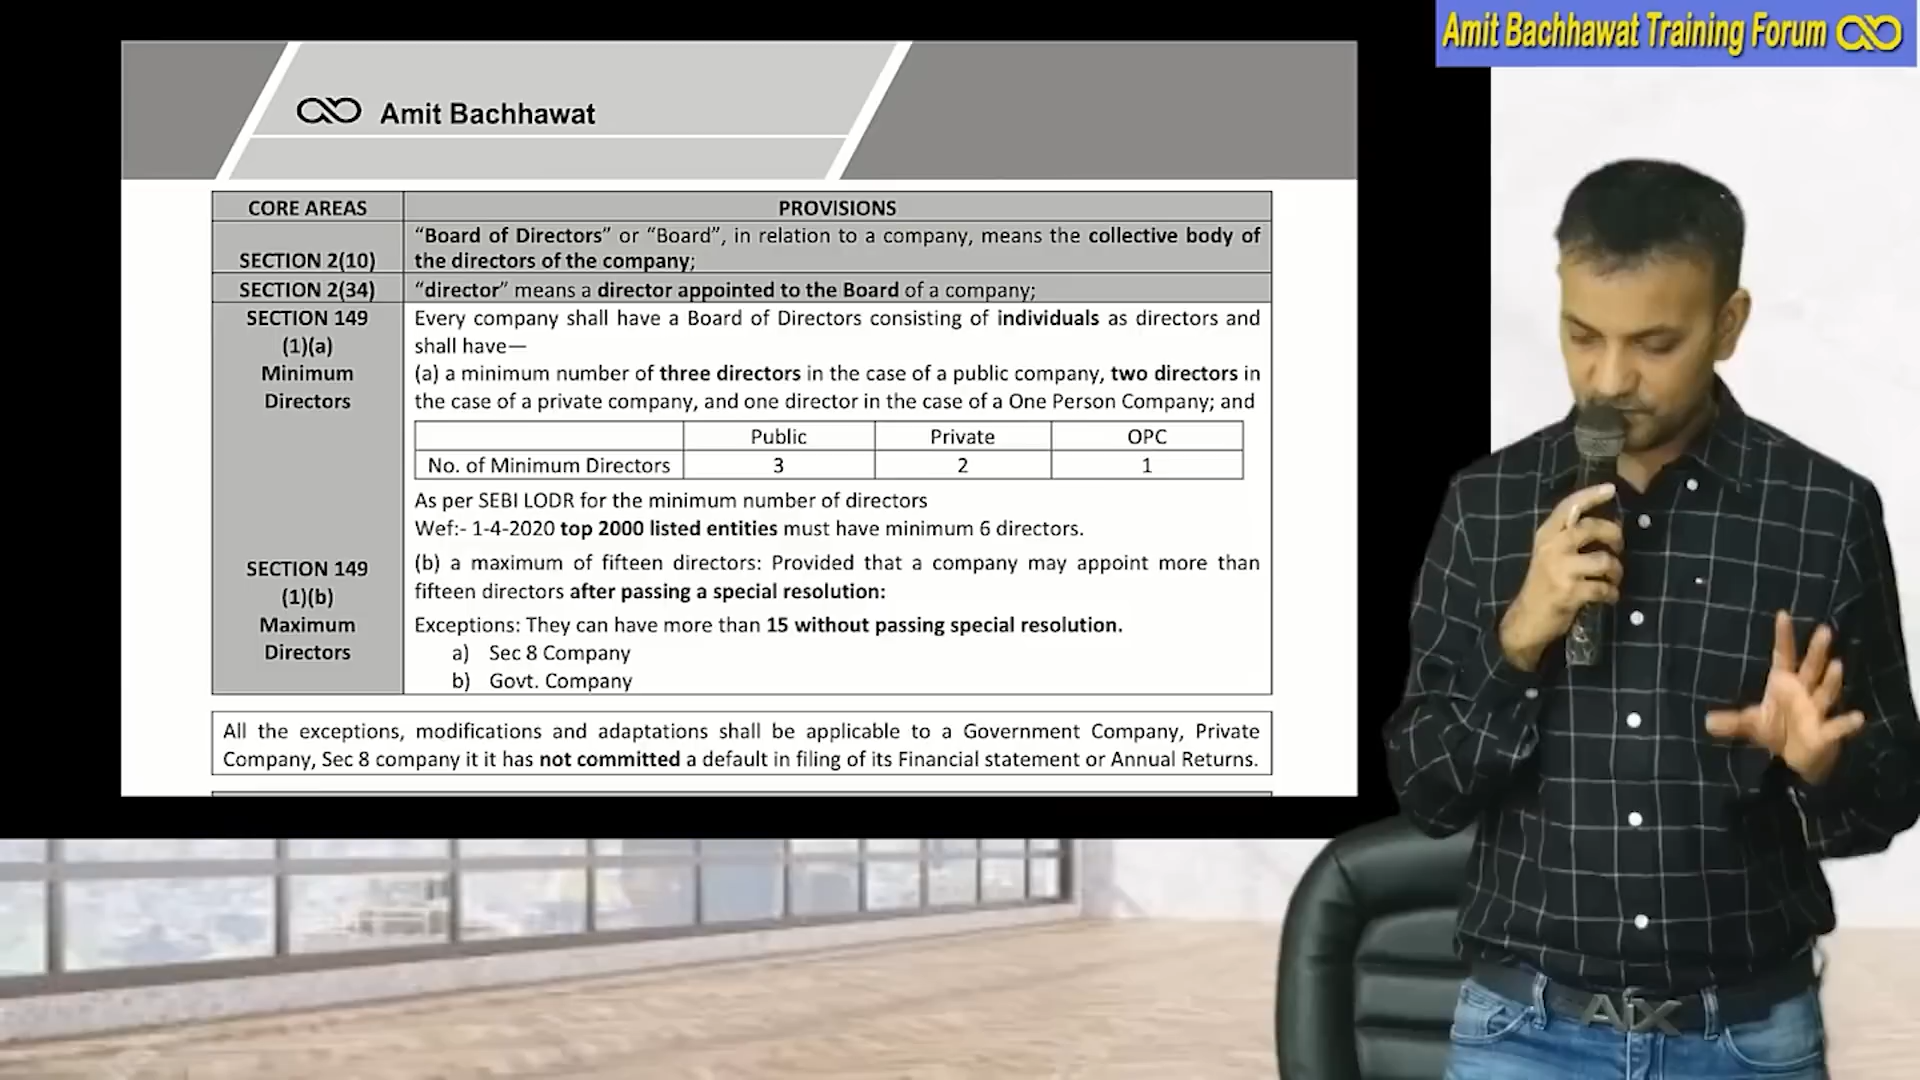 Amit Bachhawat Training Forum
Amit Bachhawat
CORE AREAS PROVISIONS
SECTION 2(10)
“Board of Directors” or “Board”, in relation to a company, means the collective body of
the directors of the company;
SECTION 2(34)
“director” means a director appointed to the Board of a company;
SECTION 149
(1)(a)
Minimum
Directors
Every company shall have a Board of Directors consisting of individuals as directors and
shall have—
(a) a minimum number of three directors in the case of a public company, two directors in
the case of a private company, and one director in the case of a One Person Company; and
Public Private OPC
No. of Minimum Directors 3 2 1
As per SEBI LODR for the minimum number of directors
Wef:- 1-4-2020 top 2000 listed entities must have minimum 6 directors.
SECTION 149
(1)(b)
Maximum
Directors
(b) a maximum of fifteen directors: Provided that a company may appoint more than
fifteen directors after passing a special resolution:
Exceptions: They can have more than 15 without passing special resolution.
a) Sec 8 Company
b) Govt. Company
All the exceptions, modifications and adaptations shall be applicable to a Government Company, Private
Company, Sec 8 company it it has not committed a default in filing of its Financial statement or Annual Returns.